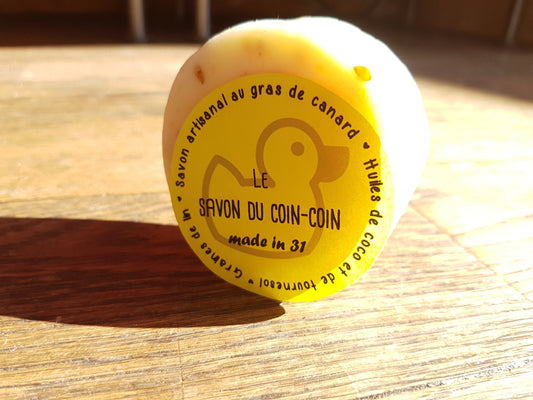 Savon artisanal au gras de canard ♥ Huiles de coco et de tournesol ♥ Graines de lin ♥
LE
SAVON DU COIN-COIN
made in 31